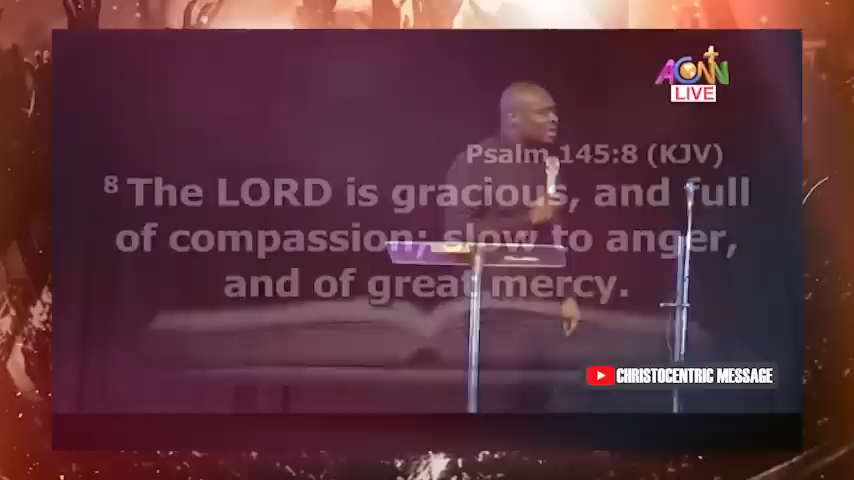 ACNN
LIVE
Psalm 145:8 (KJV)
8 The LORD is gracious, and full
of compassion; slow to anger,
and of great mercy.
CHRISTOCENTRIC MESSAGE